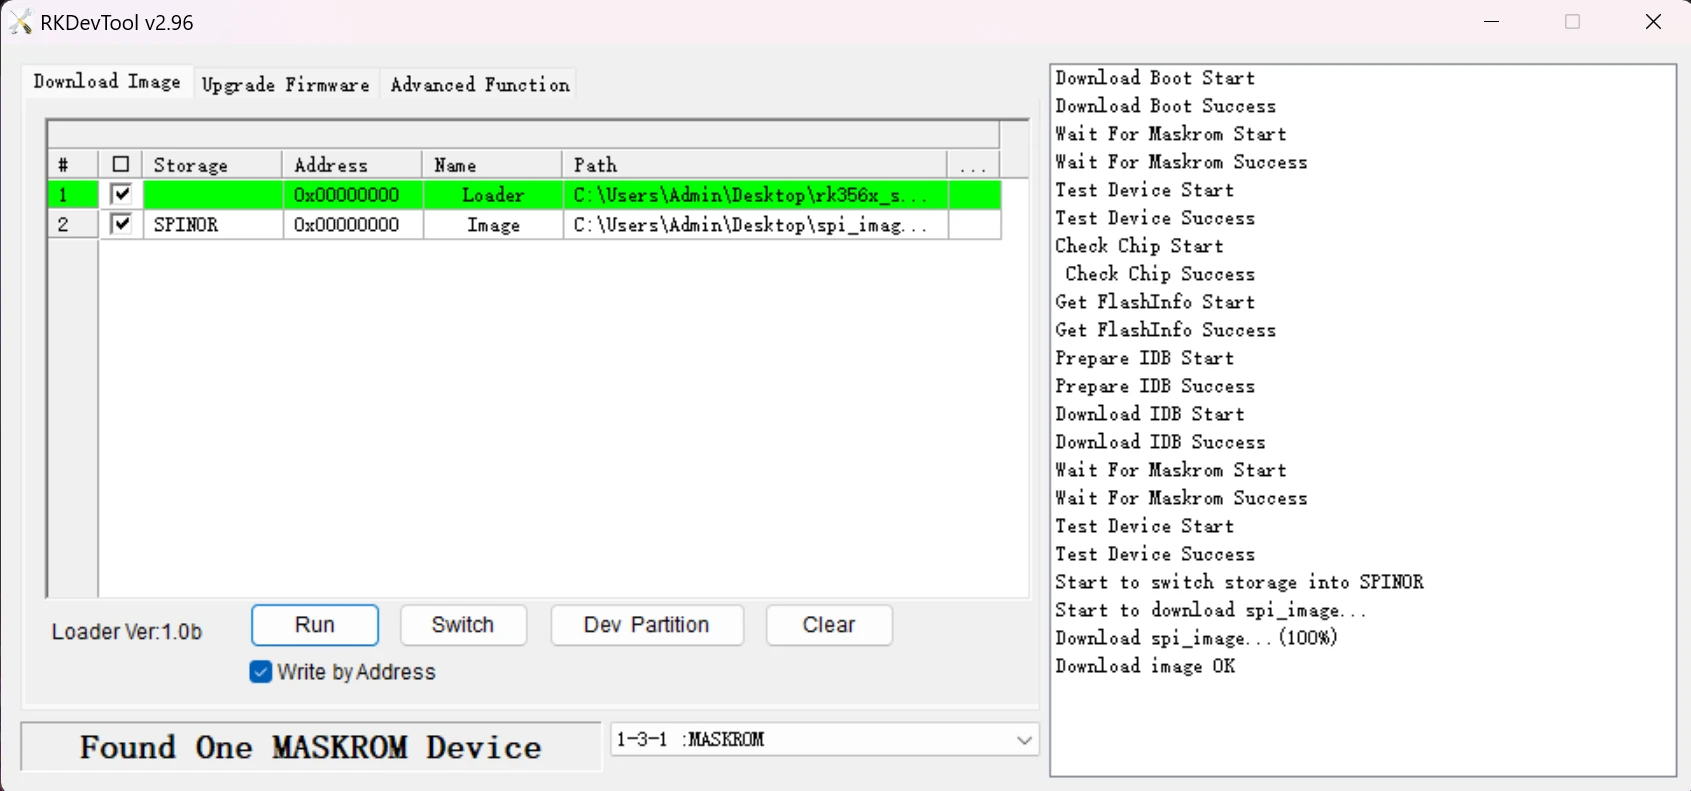 RKDevTool v2.96
Download Image Upgrade Firmware Advanced Function
# Storage Address Name Path ...
1 0x00000000 Loader C:\Users\Admin\Desktop\rk356x_s...
2 SPINOR 0x00000000 Image C:\Users\Admin\Desktop\spi_imag...
Loader Ver:1.0b Run Switch Dev Partition Clear
Write by Address
Found One MASKROM Device 1-3-1 :MASKROM
Download Boot Start
Download Boot Success
Wait For Maskrom Start
Wait For Maskrom Success
Test Device Start
Test Device Success
Check Chip Start
Check Chip Success
Get FlashInfo Start
Get FlashInfo Success
Prepare IDB Start
Prepare IDB Success
Download IDB Start
Download IDB Success
Wait For Maskrom Start
Wait For Maskrom Success
Test Device Start
Test Device Success
Start to switch storage into SPINOR
Start to download spi_image...
Download spi_image...(100%)
Download image OK